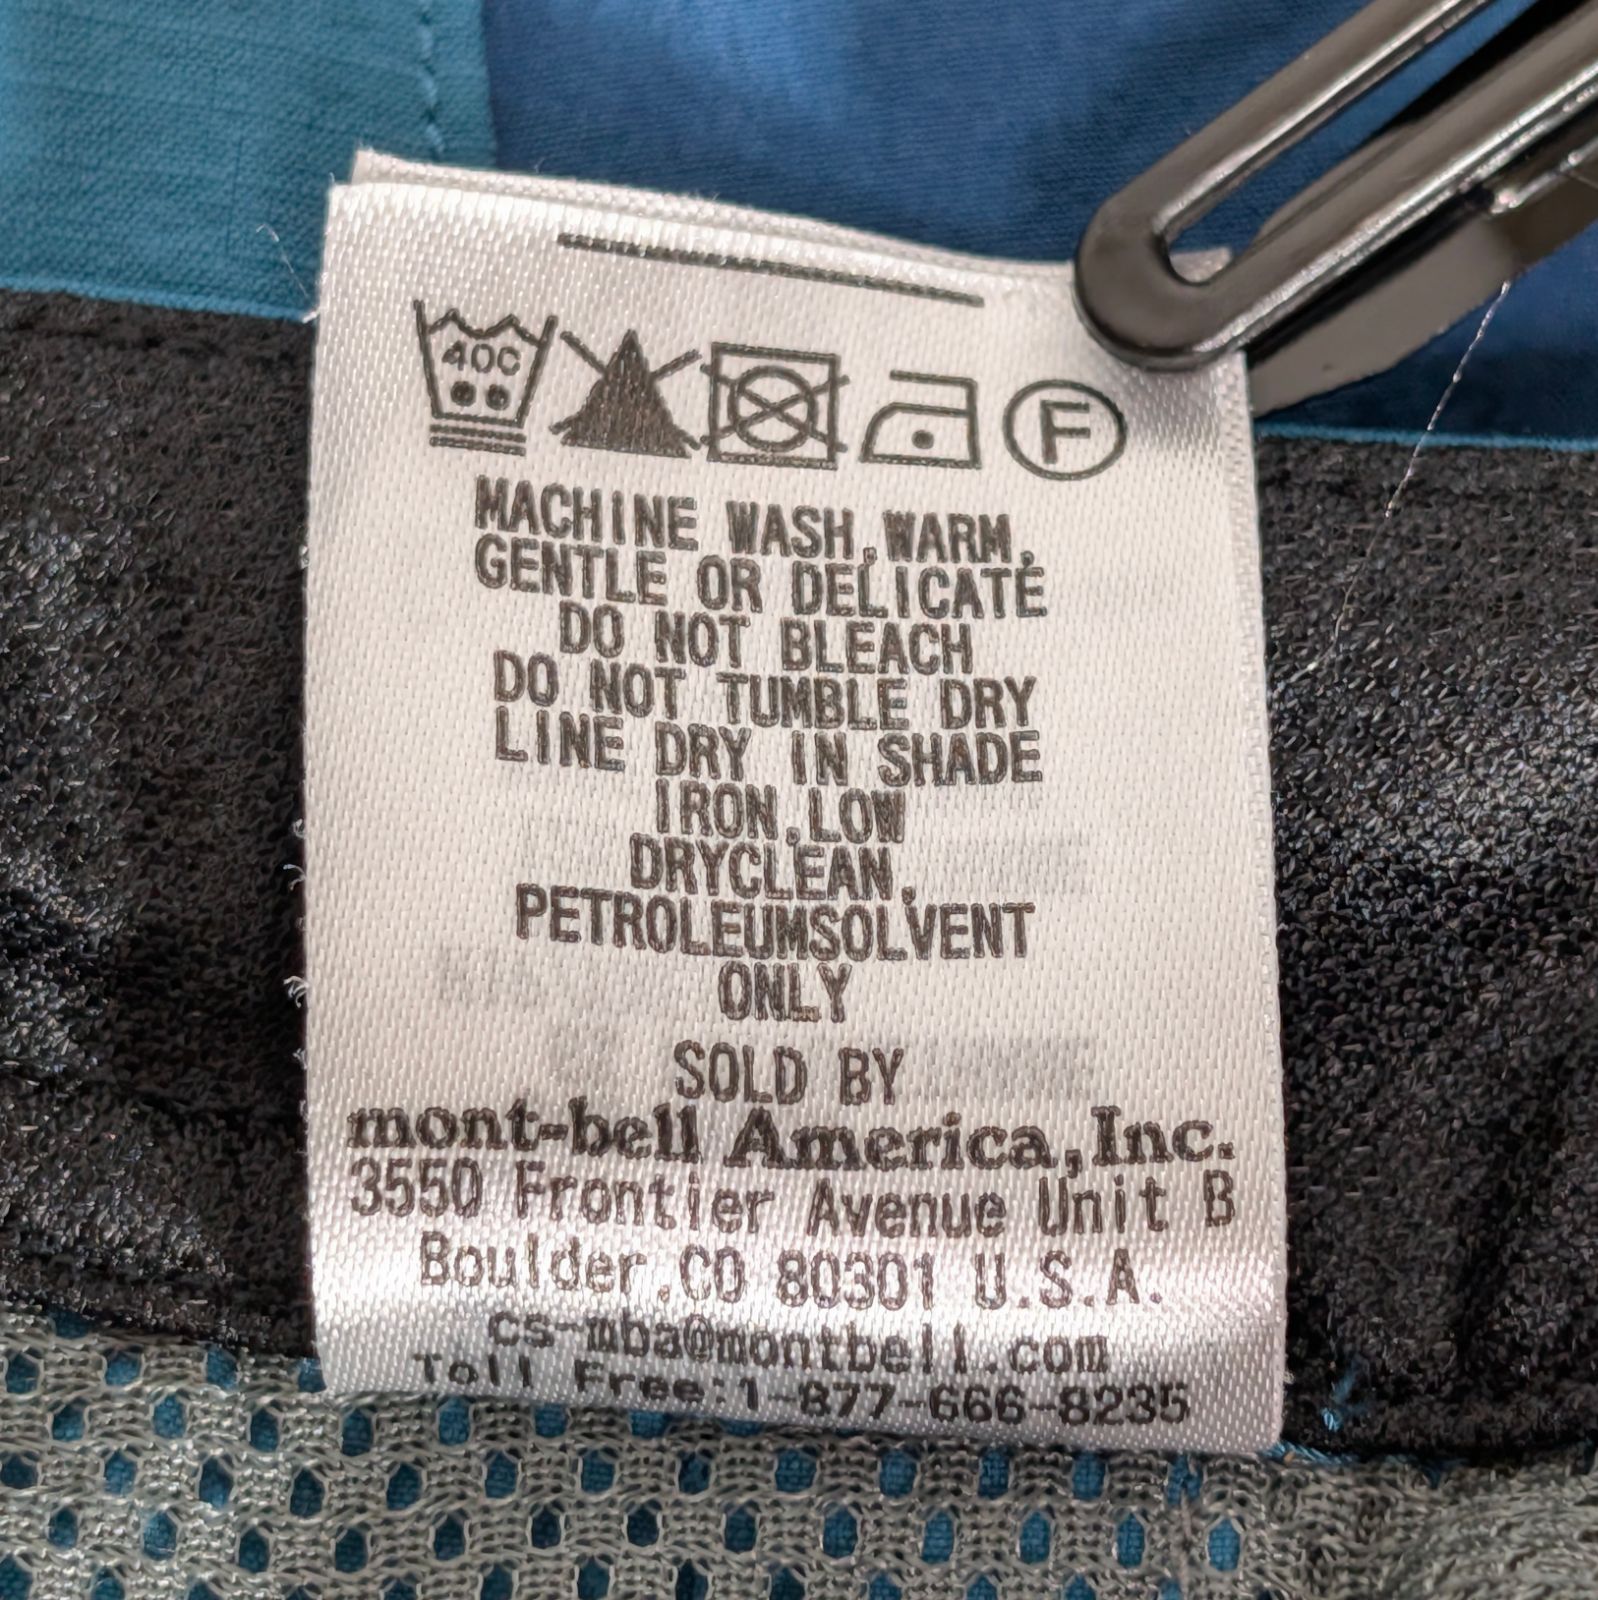 40C
F
MACHINE WASH,WARM,
GENTLE OR DELICATE
DO NOT BLEACH
DO NOT TUMBLE DRY
LINE DRY IN SHADE
IRON,LOW
DRYCLEAN,
PETROLEUMSOLVENT
ONLY
SOLD BY
mont-bell America,Inc.
3550 Frontier Avenue Unit B
Boulder,CO 80301 U.S.A.
cs-mba@montbell.com
Toll Free:1-877-666-8235